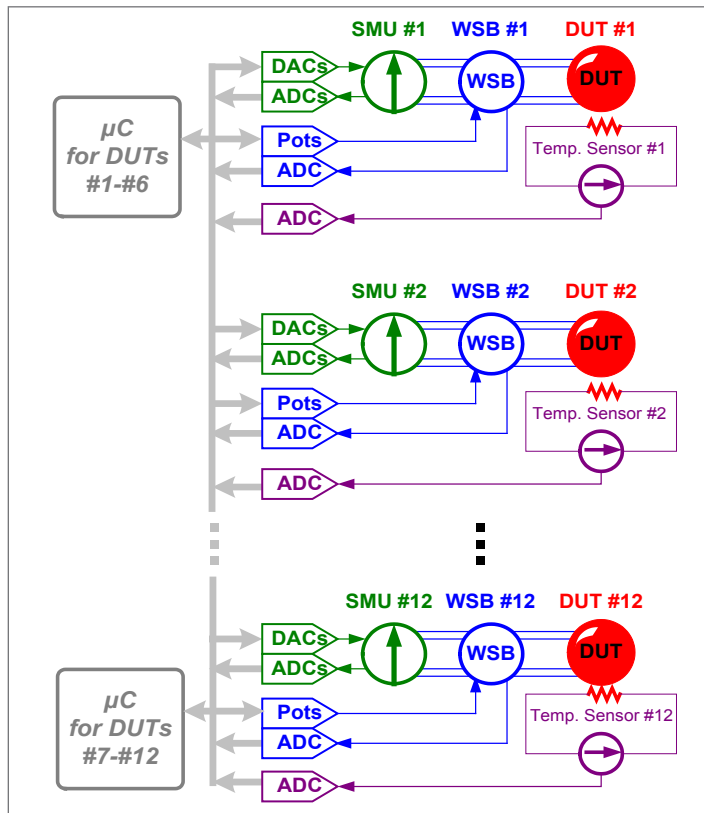 SMU #1 WSB #1 DUT #1
DACs
ADCs
WSB
DUT
µC
for DUTs
#1-#6
Pots
ADC
Temp. Sensor #1
ADC
SMU #2 WSB #2 DUT #2
DACs
ADCs
WSB
DUT
Pots
ADC
Temp. Sensor #2
ADC
SMU #12 WSB #12 DUT #12
DACs
ADCs
WSB
DUT
µC
for DUTs
#7-#12
Pots
ADC
Temp. Sensor #12
ADC